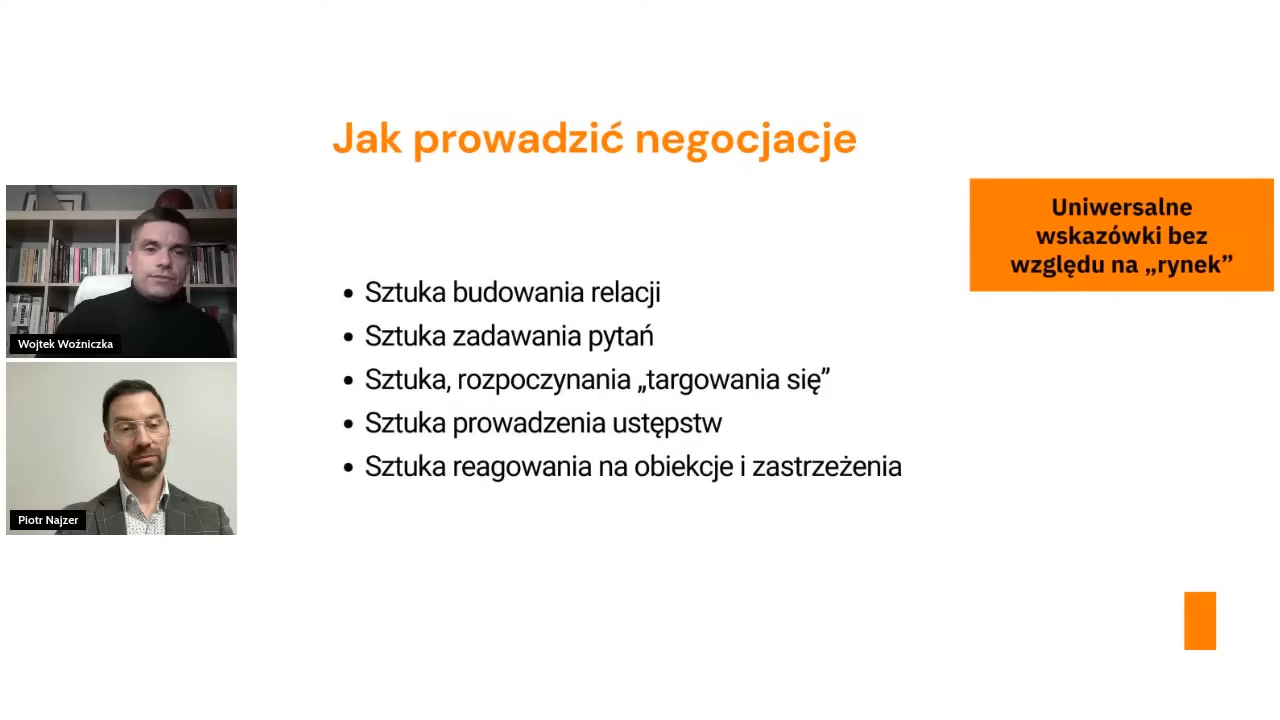 Jak prowadzić negocjacje
Uniwersalne
wskazówki bez
względu na „rynek”
Wojtek Woźniczka
Piotr Najzer
• Sztuka budowania relacji
• Sztuka zadawania pytań
• Sztuka, rozpoczynania „targowania się”
• Sztuka prowadzenia ustępstw
• Sztuka reagowania na obiekcje i zastrzeżenia